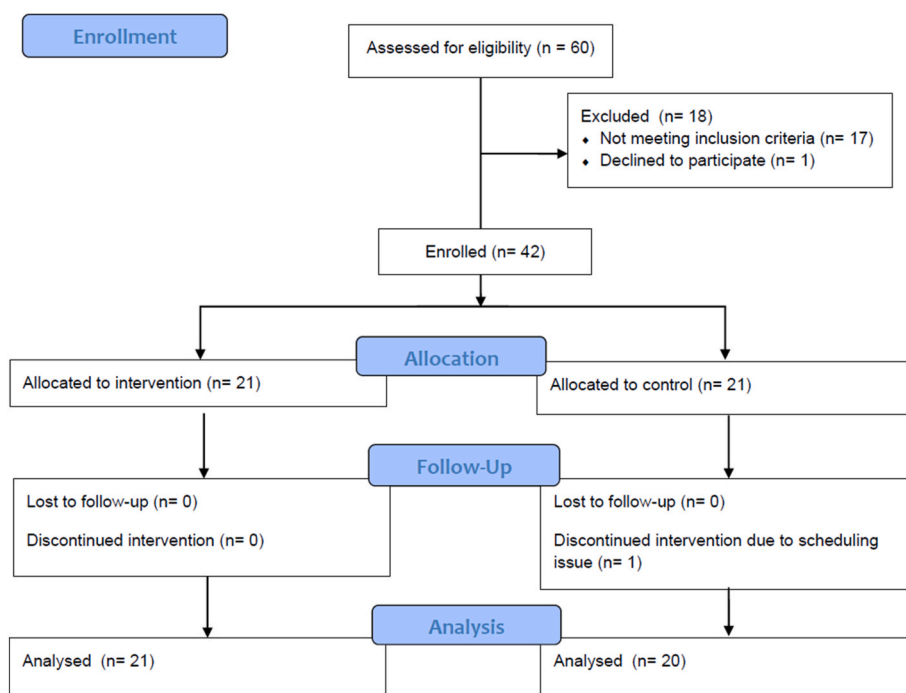 Enrollment
Assessed for eligibility (n = 60)
Excluded (n= 18)
⬥ Not meeting inclusion criteria (n= 17)
⬥ Declined to participate (n= 1)
Enrolled (n= 42)
Allocation
Allocated to intervention (n= 21)
Allocated to control (n= 21)
Follow-Up
Lost to follow-up (n= 0)
Discontinued intervention (n= 0)
Lost to follow-up (n= 0)
Discontinued intervention due to scheduling
issue (n= 1)
Analysis
Analysed (n= 21)
Analysed (n= 20)